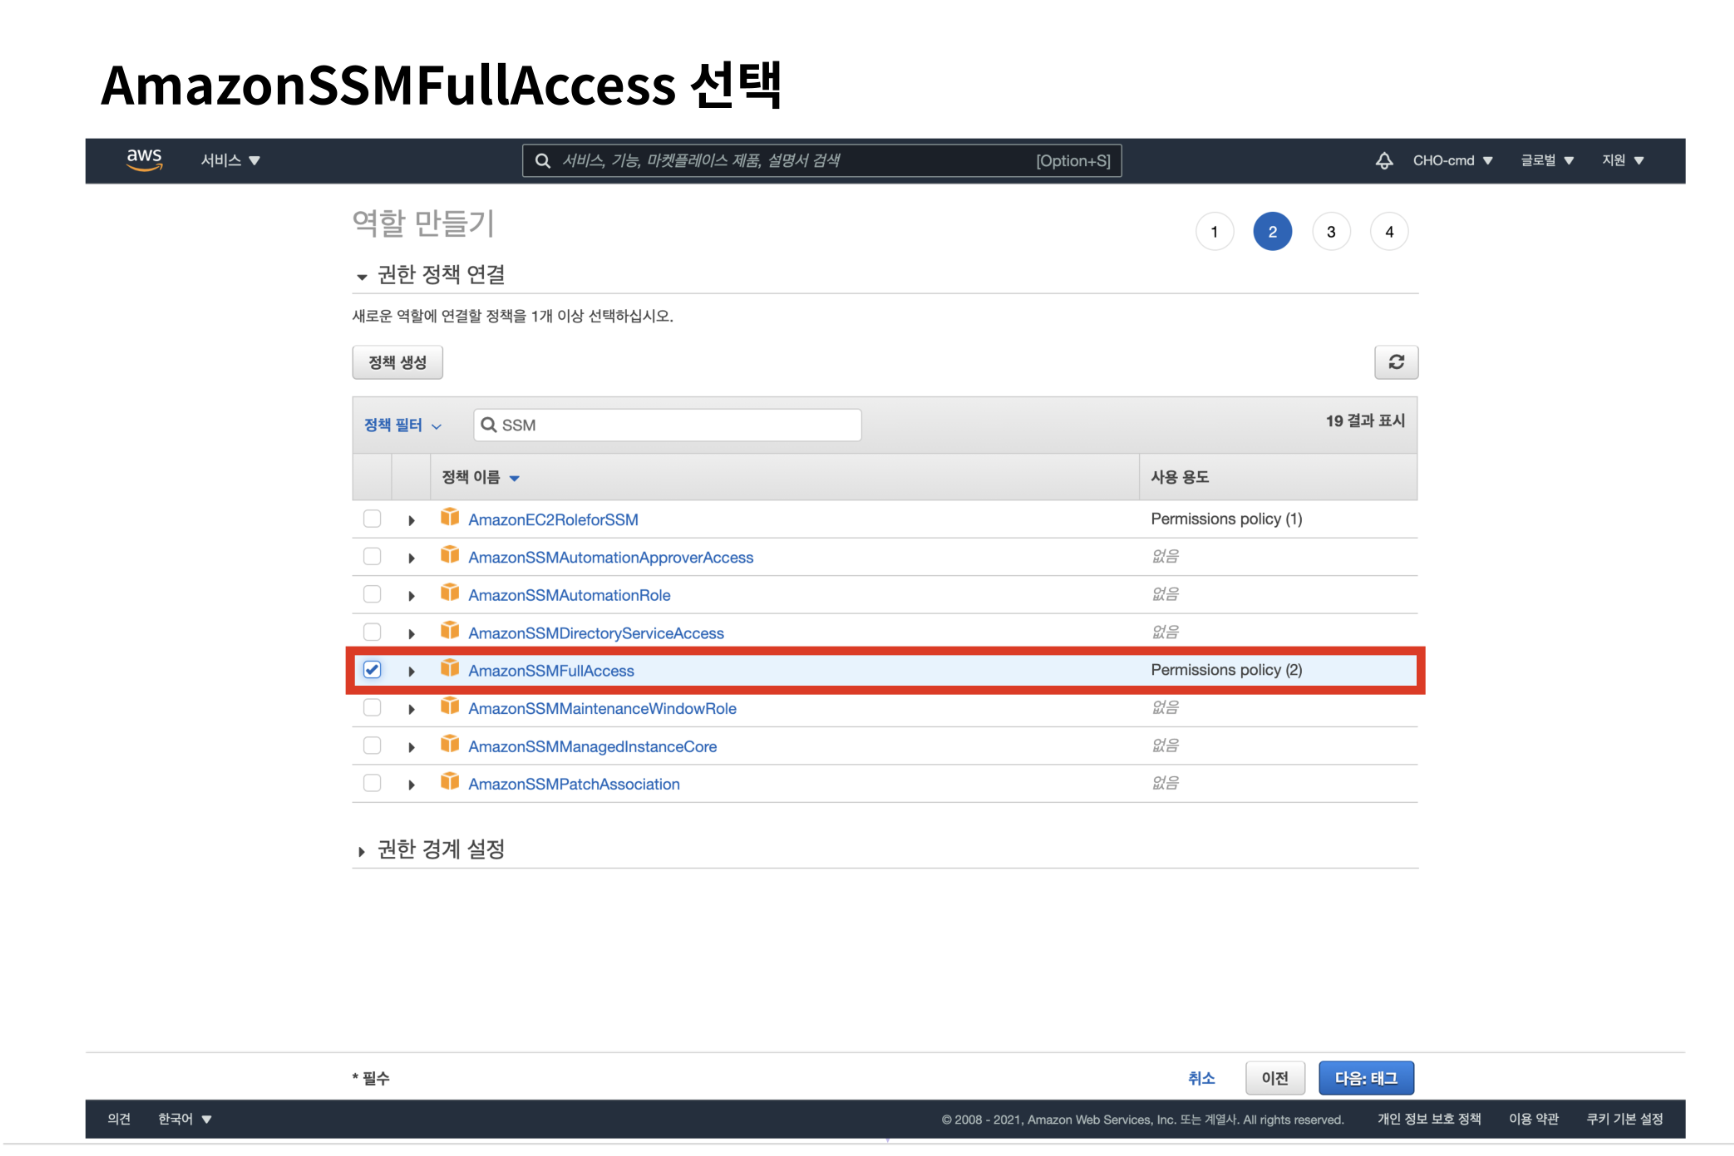 AmazonSSMFullAccess 선택
aws 서비스 서비스, 기능, 마켓플레이스 제품, 설명서 검색 [Option+S] CHO-cmd 글로벌 지원
역할 만들기 1 2 3 4
권한 정책 연결
새로운 역할에 연결할 정책을 1개 이상 선택하십시오.
정책 생성
정책 필터 SSM 19 결과 표시
정책 이름 사용 용도
AmazonEC2RoleforSSM Permissions policy (1)
AmazonSSMAutomationApproverAccess 없음
AmazonSSMAutomationRole 없음
AmazonSSMDirectoryServiceAccess 없음
AmazonSSMFullAccess Permissions policy (2)
AmazonSSMMaintenanceWindowRole 없음
AmazonSSMManagedInstanceCore 없음
AmazonSSMPatchAssociation 없음
권한 경계 설정
* 필수 취소 이전 다음: 태그
의견 한국어 © 2008 - 2021, Amazon Web Services, Inc. 또는 계열사. All rights reserved. 개인 정보 보호 정책 이용 약관 쿠키 기본 설정